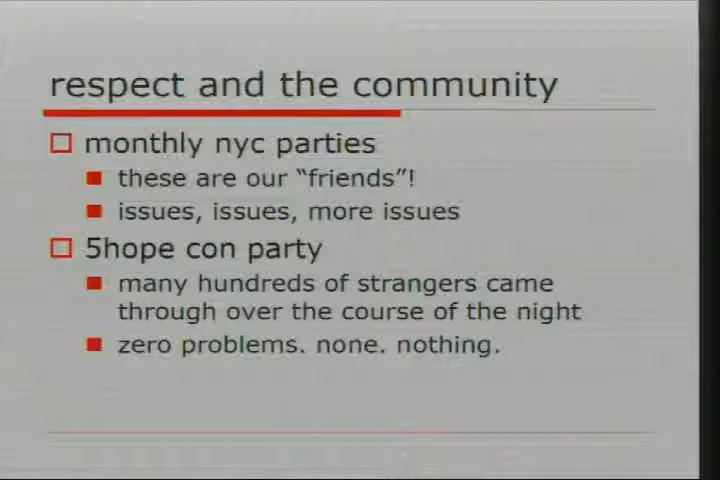 respect and the community
monthly nyc parties
these are our “friends”!
issues, issues, more issues
5hope con party
many hundreds of strangers came
through over the course of the night
zero problems. none. nothing.